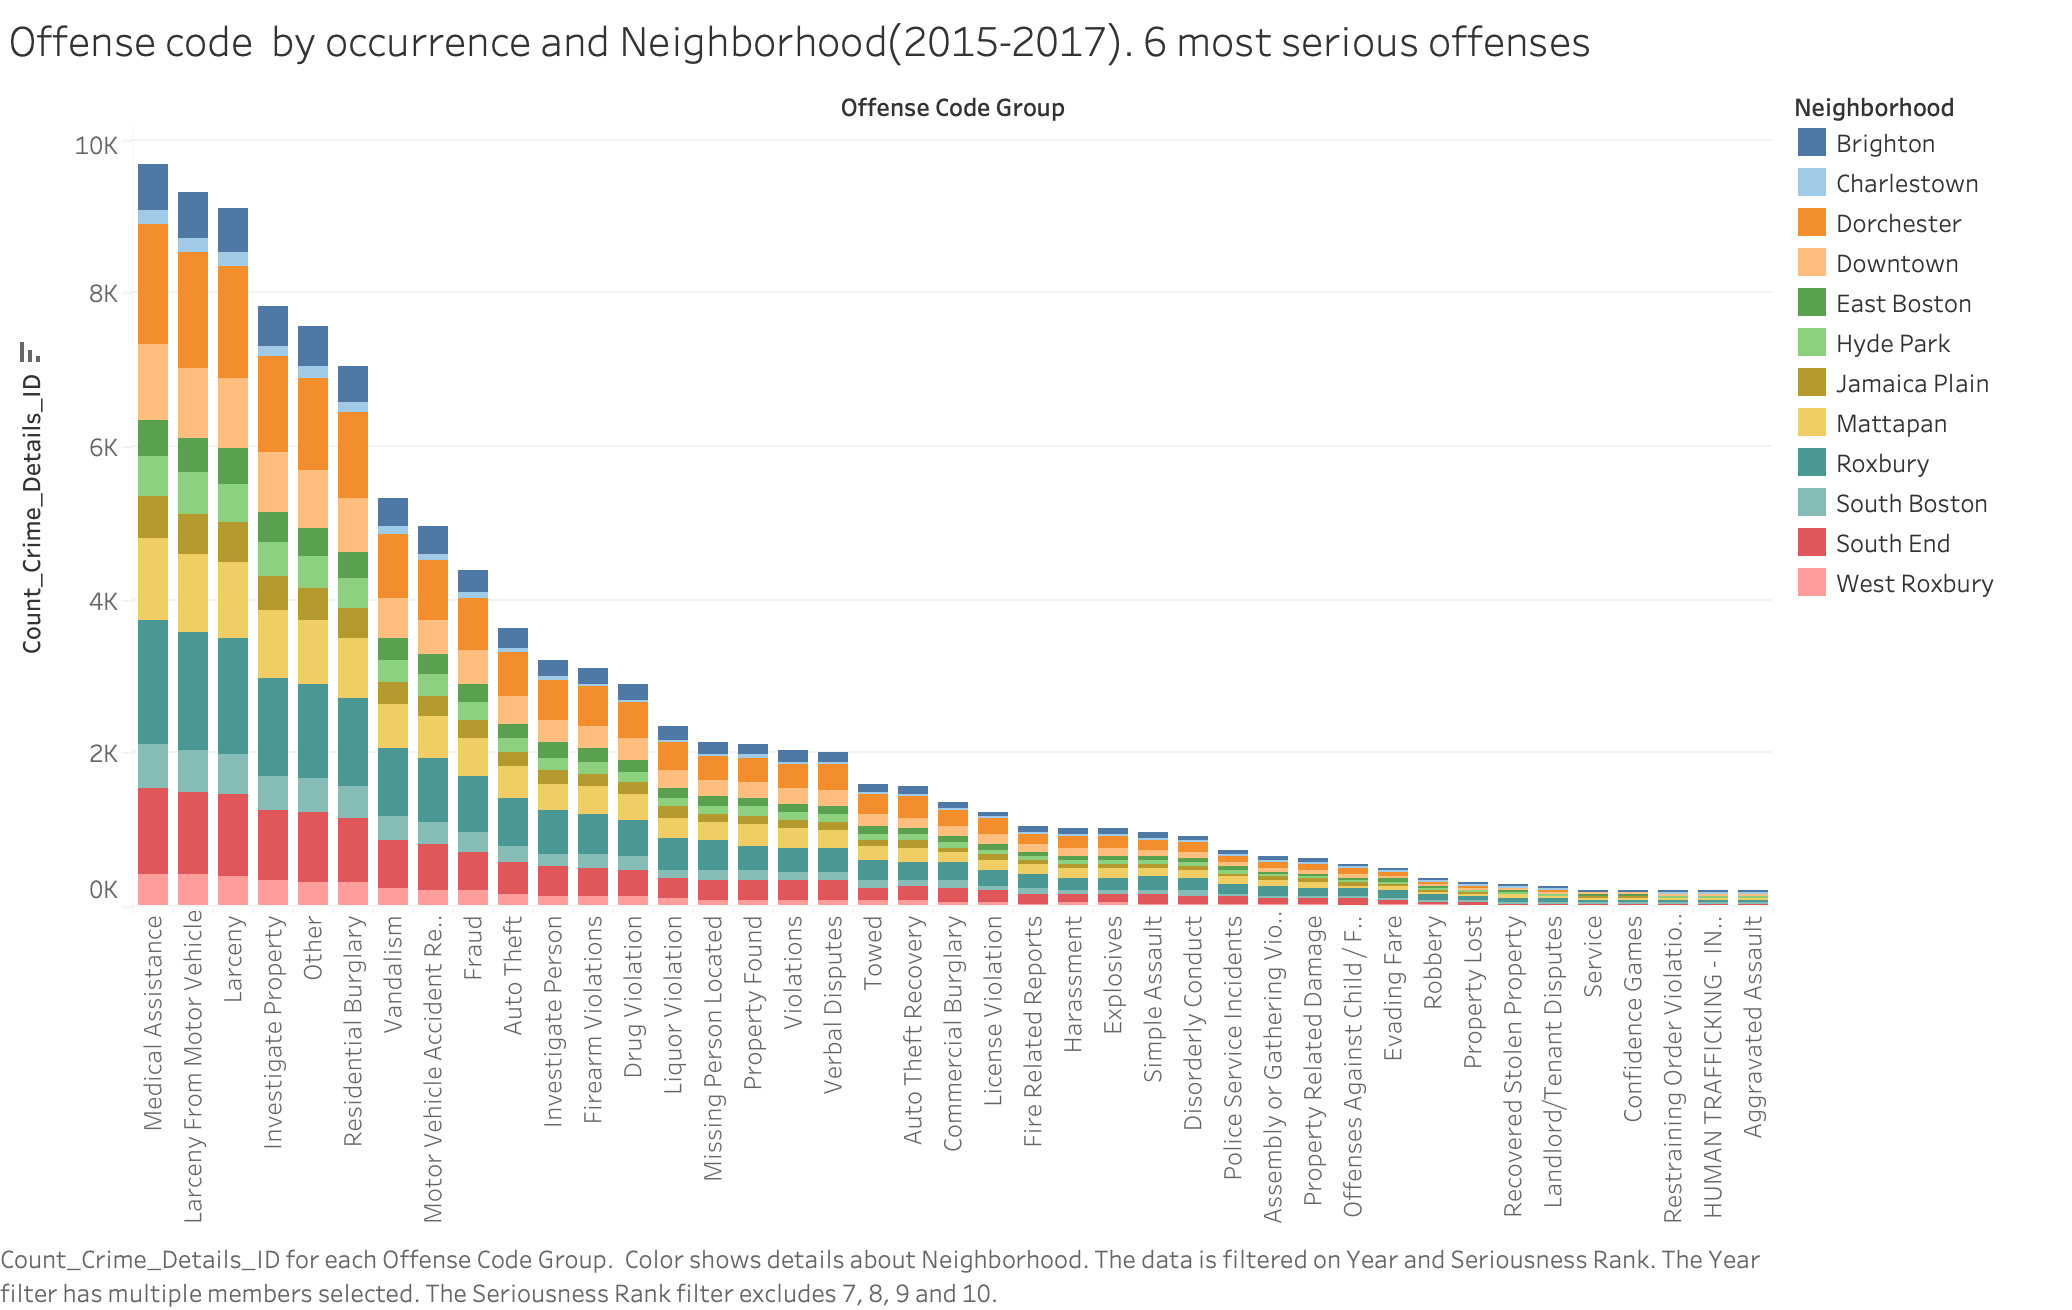 Offense code  by occurrence and Neighborhood(2015-2017). 6 most serious offenses
Offense Code Group
Neighborhood
Brighton
Charlestown
Dorchester
Downtown
East Boston
Hyde Park
Jamaica Plain
Mattapan
Roxbury
South Boston
South End
West Roxbury
Count_Crime_Details_ID
10K
8K
6K
4K
2K
0K
Medical Assistance
Larceny From Motor Vehicle
Larceny
Investigate Property
Other
Residential Burglary
Vandalism
Motor Vehicle Accident Re..
Fraud
Auto Theft
Investigate Person
Firearm Violations
Drug Violation
Liquor Violation
Missing Person Located
Property Found
Violations
Verbal Disputes
Towed
Auto Theft Recovery
Commercial Burglary
License Violation
Fire Related Reports
Harassment
Explosives
Simple Assault
Disorderly Conduct
Police Service Incidents
Assembly or Gathering Vio..
Property Related Damage
Offenses Against Child / F..
Evading Fare
Robbery
Property Lost
Recovered Stolen Property
Landlord/Tenant Disputes
Service
Confidence Games
Restraining Order Violatio..
HUMAN TRAFFICKING - IN..
Aggravated Assault
Count_Crime_Details_ID for each Offense Code Group.  Color shows details about Neighborhood. The data is filtered on Year and Seriousness Rank. The Year
filter has multiple members selected. The Seriousness Rank filter excludes 7, 8, 9 and 10.